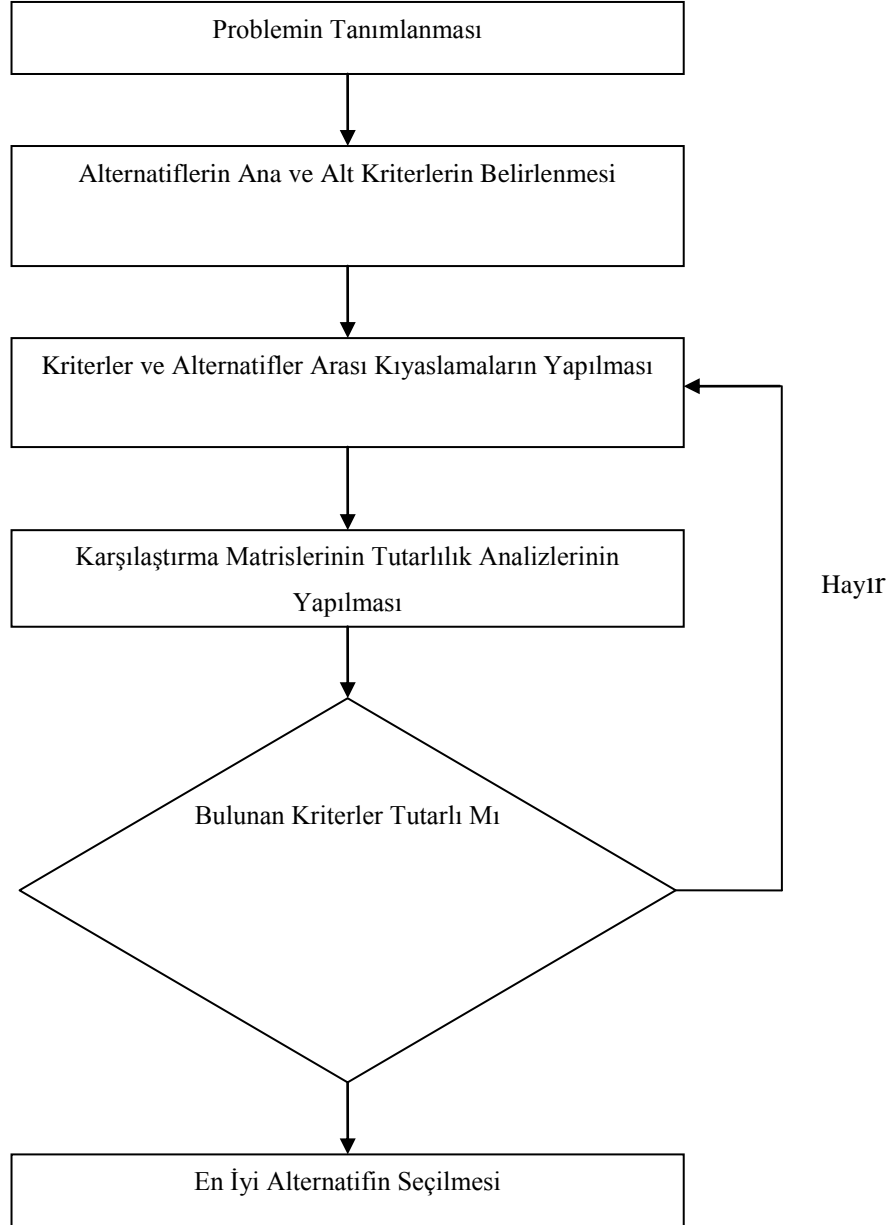 Problemin Tanımlanması
Alternatiflerin Ana ve Alt Kriterlerin Belirlenmesi
Kriterler ve Alternatifler Arası Kıyaslamaların Yapılması
Karşılaştırma Matrislerinin Tutarlılık Analizlerinin
Yapılması
Hayır
Bulunan Kriterler Tutarlı Mı
En İyi Alternatifin Seçilmesi